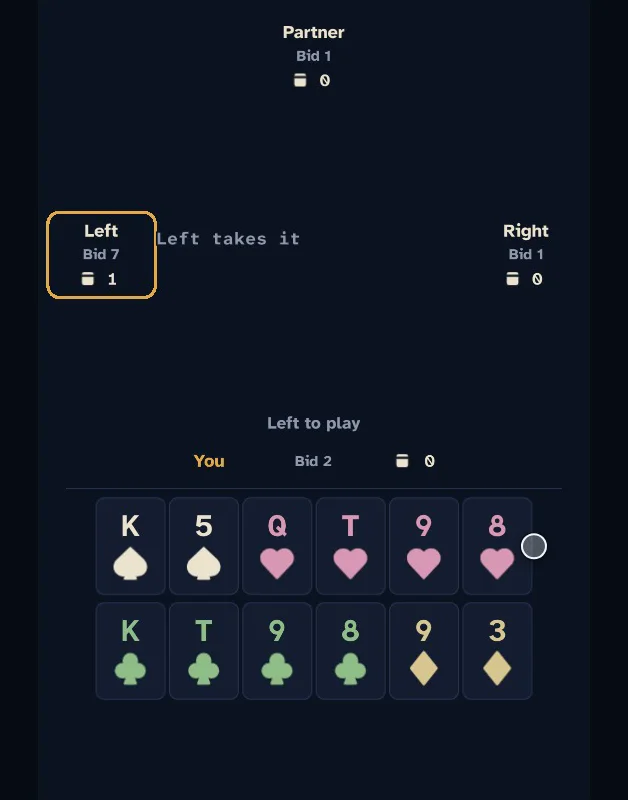 Partner
Bid 1
0
Left
Bid 7
1
Left takes it
Right
Bid 1
0
Left to play
You Bid 2 0
K 5 Q T 9 8
K T 9 8 9 3